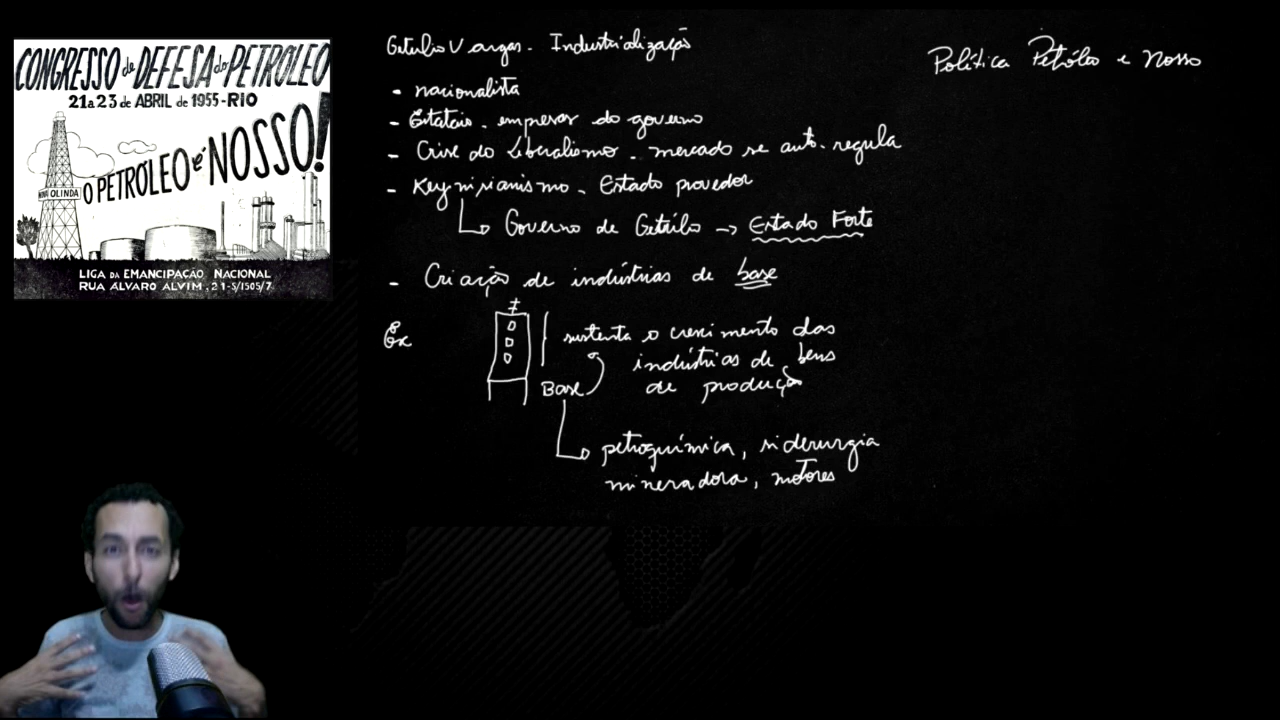 CONGRESSO de DEFESA do PETRÓLEO
21 a 23 de ABRIL de 1955-RIO
O PETRÓLEO é NOSSO!
NOVA OLINDA
LIGA DA EMANCIPAÇÃO NACIONAL
RUA ALVARO ALVIM, 21-S/1505/7
Getulio Vargas - Industrialização
- nacionalista
- Estatais - empresas do governo
- Crise do Liberalismo - mercado se auto-regula
- Keynisianismo - Estado provedor
Governo de Getúlio → Estado Forte
- Criação de indústrias de base
Ex
sustenta o crescimento das
indústrias de bens
de produção
Base
petroquímica, siderurgia
mineradora, motores
Política Petróleo é Nosso